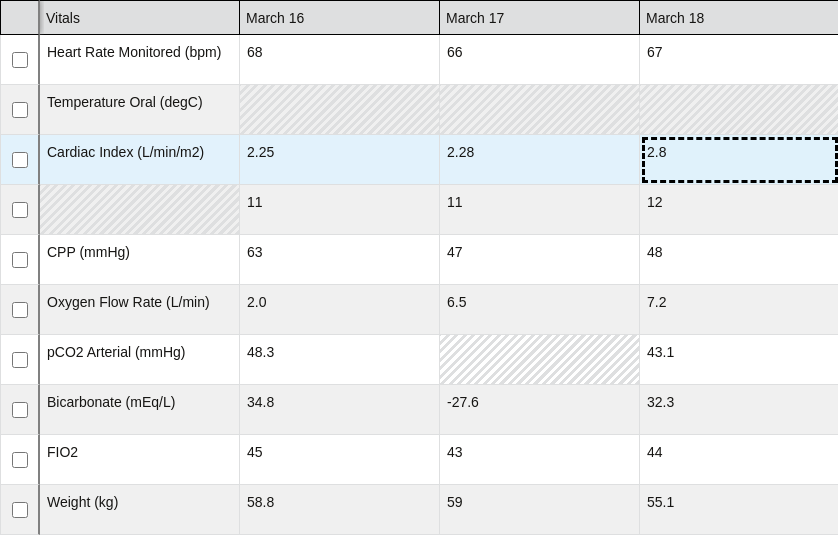 Vitals March 16 March 17 March 18
Heart Rate Monitored (bpm) 68 66 67
Temperature Oral (degC)
Cardiac Index (L/min/m2) 2.25 2.28 2.8
11 11 12
CPP (mmHg) 63 47 48
Oxygen Flow Rate (L/min) 2.0 6.5 7.2
pCO2 Arterial (mmHg) 48.3 43.1
Bicarbonate (mEq/L) 34.8 -27.6 32.3
FIO2 45 43 44
Weight (kg) 58.8 59 55.1